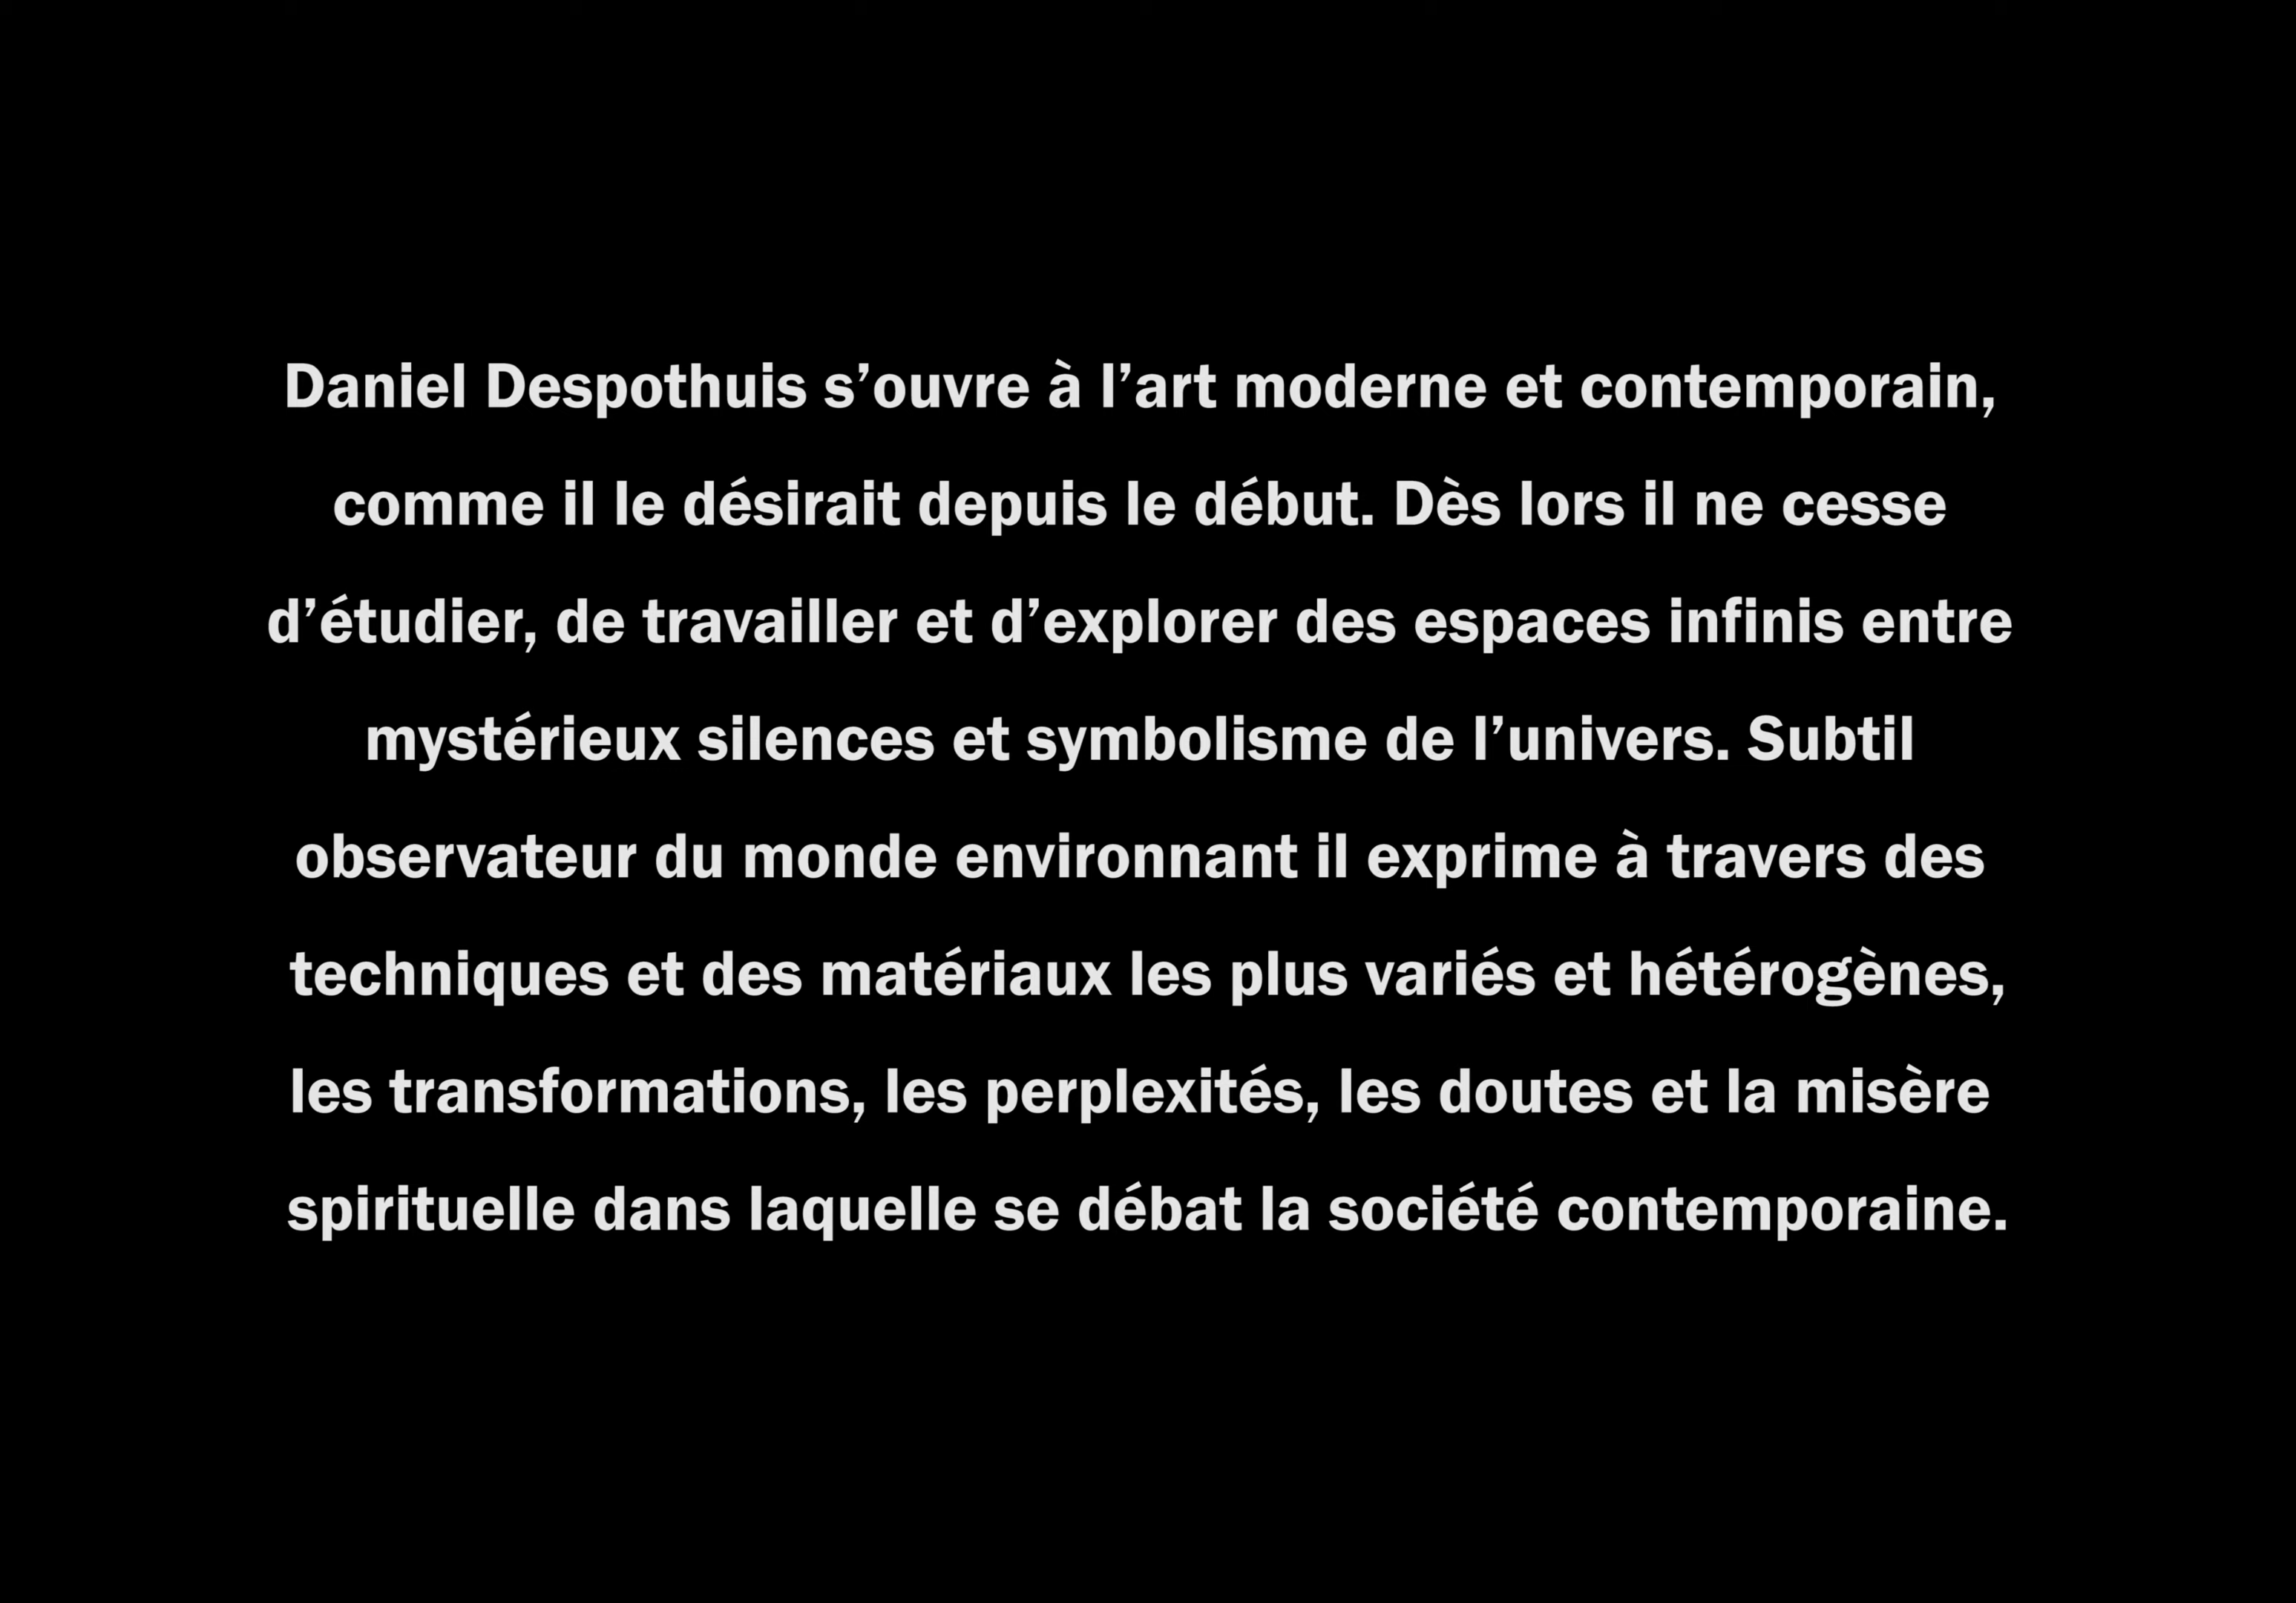 Daniel Despothuis s’ouvre à l’art moderne et contemporain,
comme il le désirait depuis le début. Dès lors il ne cesse
d’étudier, de travailler et d’explorer des espaces infinis entre
mystérieux silences et symbolisme de l’univers. Subtil
observateur du monde environnant il exprime à travers des
techniques et des matériaux les plus variés et hétérogènes,
les transformations, les perplexités, les doutes et la misère
spirituelle dans laquelle se débat la société contemporaine.